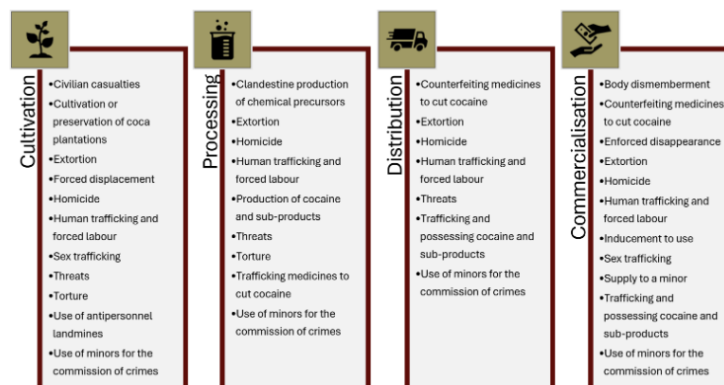 Cultivation
•Civilian casualties
•Cultivation or
preservation of coca
plantations
•Extortion
•Forced displacement
•Homicide
•Human trafficking and
forced labour
•Sex trafficking
•Threats
•Torture
•Use of antipersonnel
landmines
•Use of minors for the
commission of crimes
Processing
•Clandestine production
of chemical precursors
•Extortion
•Homicide
•Human trafficking and
forced labour
•Production of cocaine
and sub-products
•Threats
•Torture
•Trafficking medicines to
cut cocaine
•Use of minors for the
commission of crimes
Distribution
•Counterfeiting medicines
to cut cocaine
•Extortion
•Homicide
•Human trafficking and
forced labour
•Threats
•Trafficking and
possessing cocaine and
sub-products
•Use of minors for the
commission of crimes
Commercialisation
•Body dismemberment
•Counterfeiting medicines
to cut cocaine
•Enforced disappearance
•Extortion
•Homicide
•Human trafficking and
forced labour
•Inducement to use
•Sex trafficking
•Supply to a minor
•Trafficking and
possessing cocaine and
sub-products
•Use of minors for the
commission of crimes